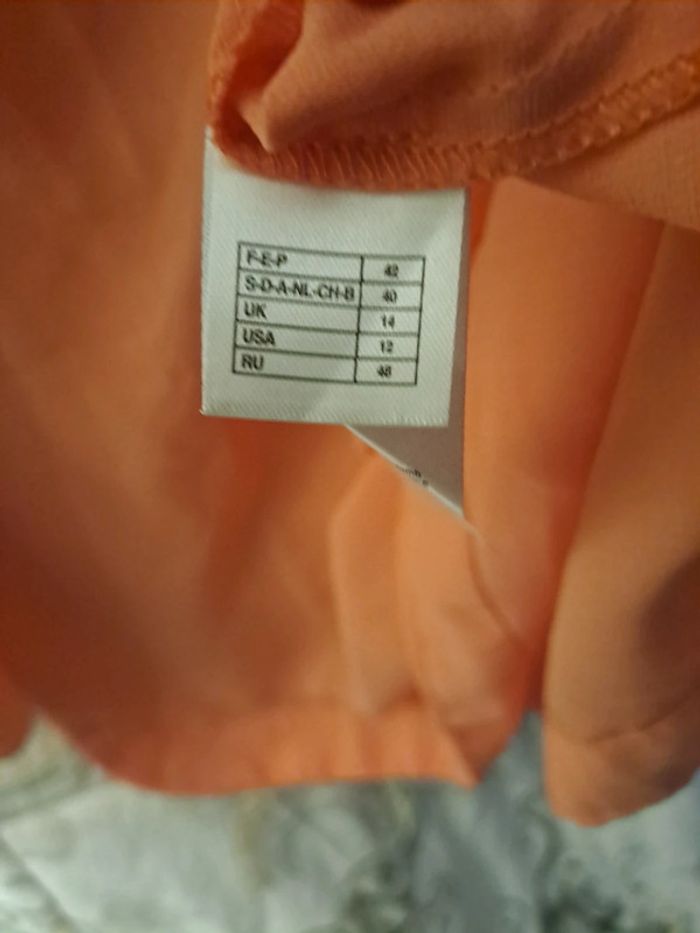 F-E-P 42
S-D-A-NL-CH-B 40
UK 14
USA 12
RU 48